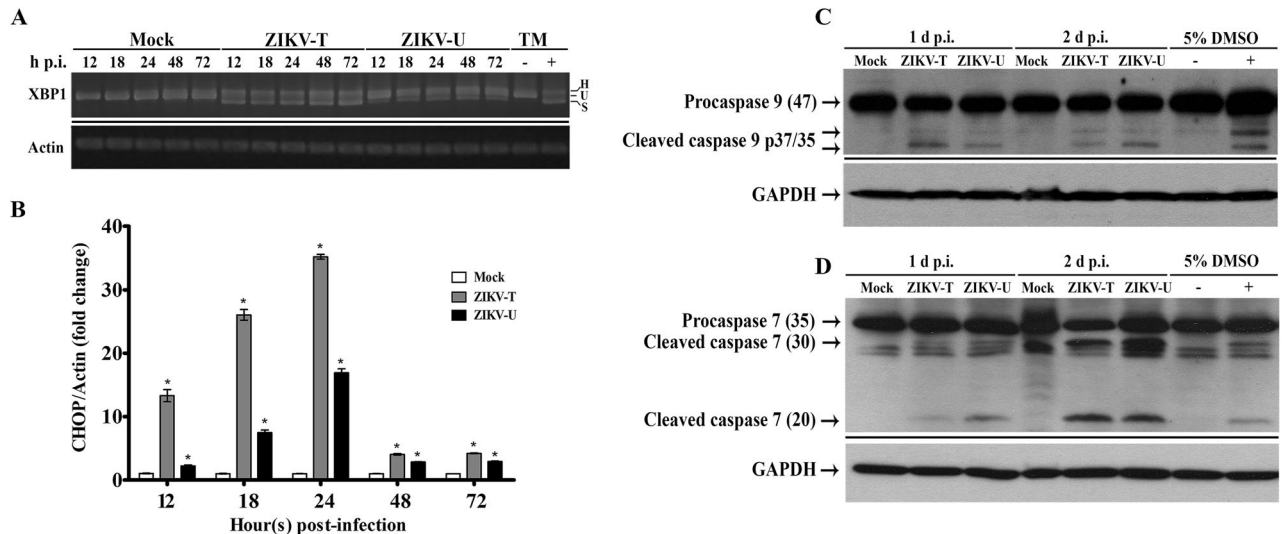 A
Mock ZIKV-T ZIKV-U TM
h p.i. 12 18 24 48 72 12 18 24 48 72 12 18 24 48 72 - +
XBP1
H
U
S
Actin
B
CHOP/Actin (fold change)
40
30
20
10
0
* * * * * * * * * *
Mock
ZIKV-T
ZIKV-U
12 18 24 48 72
Hour(s) post-infection
C
1 d p.i. 2 d p.i. 5% DMSO
Mock ZIKV-T ZIKV-U Mock ZIKV-T ZIKV-U - +
Procaspase 9 (47) →
Cleaved caspase 9 p37/35 → →
GAPDH →
D
1 d p.i. 2 d p.i. 5% DMSO
Mock ZIKV-T ZIKV-U Mock ZIKV-T ZIKV-U - +
Procaspase 7 (35) →
Cleaved caspase 7 (30) →
Cleaved caspase 7 (20) →
GAPDH →